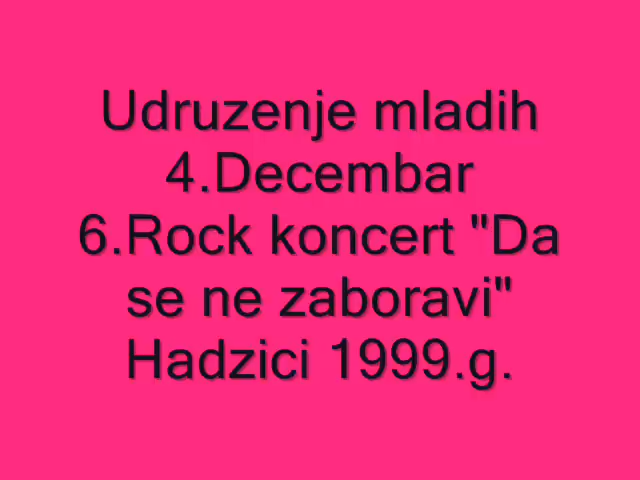 Udruzenje mladih
4.Decembar
6.Rock koncert "Da
se ne zaboravi"
Hadzici 1999.g.